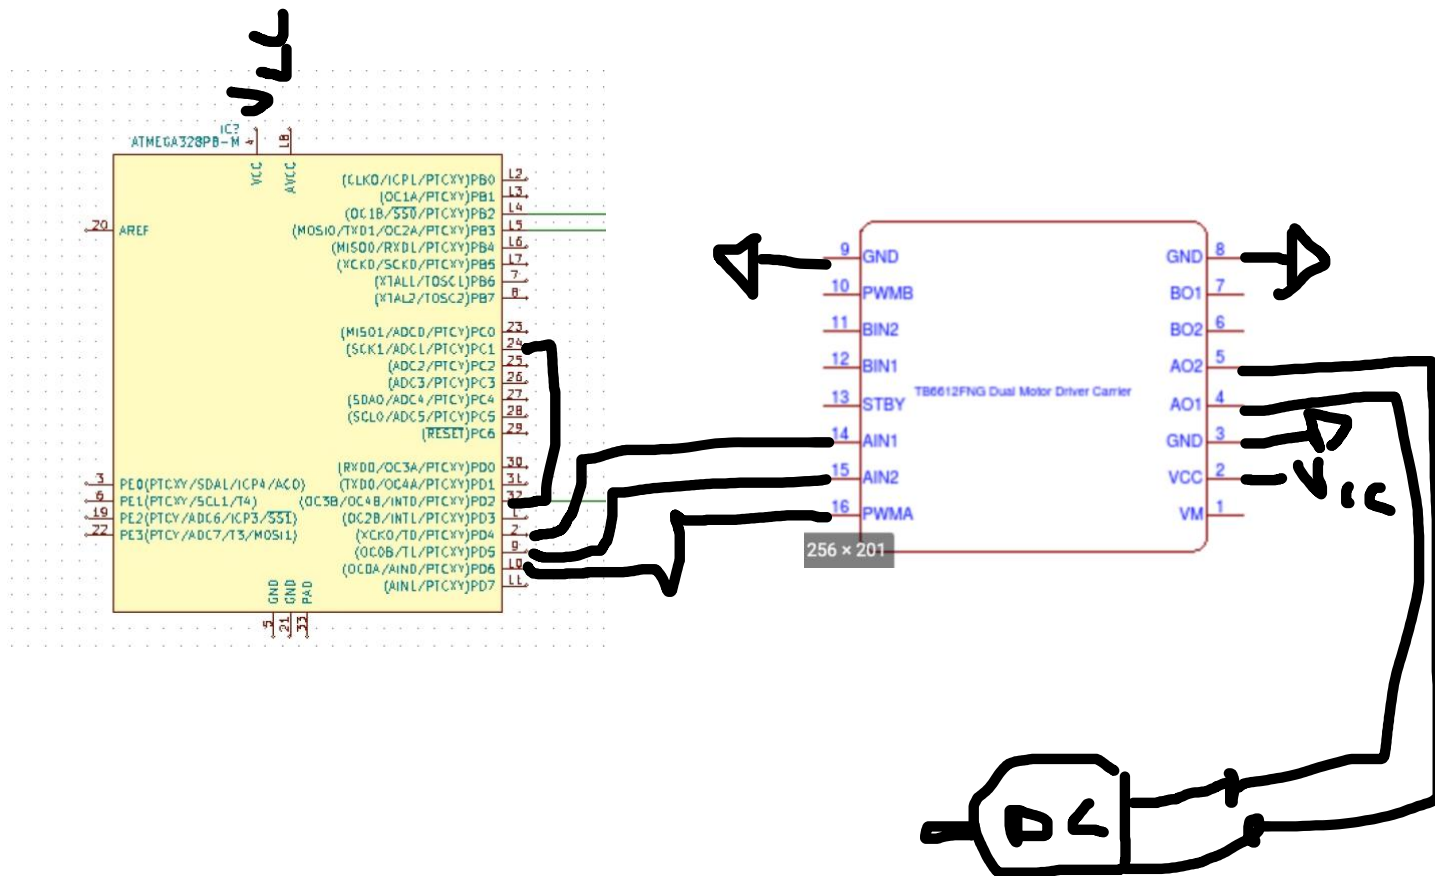 VCC
IC?
ATMEGA328PB-M
4
18
VCC
AVCC
20 AREF
(CLKO/ICP1/PTCXY)PB0 12
(OC1A/PTCXY)PB1 13
(OC1B/SS0/PTCXY)PB2 14
(MOSI0/TXD1/OC2A/PTCXY)PB3 15
(MISO0/RXD1/PTCXY)PB4 16
(XCK0/SCK0/PTCXY)PB5 17
(XTAL1/TOSC1)PB6 7
(XTAL2/TOSC2)PB7 8
(MISO1/ADC0/PTCY)PC0 23
(SCK1/ADC1/PTCY)PC1 24
(ADC2/PTCY)PC2 25
(ADC3/PTCY)PC3 26
(SDA0/ADC4/PTCY)PC4 27
(SCL0/ADC5/PTCY)PC5 28
(RESET)PC6 29
(RXD0/OC3A/PTCXY)PD0 30
(TXD0/OC4A/PTCXY)PD1 31
(OC3B/OC4B/INT0/PTCXY)PD2 32
(OC2B/INT1/PTCXY)PD3 1
(XCK0/T0/PTCXY)PD4 2
(OC0B/T1/PTCXY)PD5 9
(OC0A/AIN0/PTCXY)PD6 10
(AIN1/PTCXY)PD7 11
3 PE0(PTCXY/SDA1/ICP4/AC0)
6 PE1(PTCXY/SCL1/T4)
19 PE2(PTCY/ADC6/ICP3/SS1)
22 PE3(PTCY/ADC7/T3/MOSI1)
GND
GND
PAD
5
21
33
9 GND
10 PWMB
11 BIN2
12 BIN1
13 STBY
14 AIN1
15 AIN2
16 PWMA
TB6612FNG Dual Motor Driver Carrier
GND 8
BO1 7
BO2 6
AO2 5
AO1 4
GND 3
VCC 2
VM 1
Vcc
256 × 201
DC